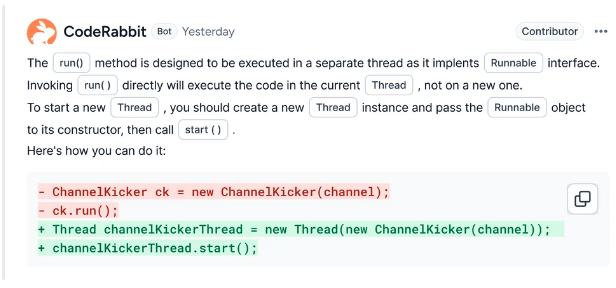 CodeRabbit Bot Yesterday Contributor
The run() method is designed to be executed in a separate thread as it implents Runnable interface.
Invoking run() directly will execute the code in the current Thread , not on a new one.
To start a new Thread , you should create a new Thread instance and pass the Runnable object
to its constructor, then call start() .
Here's how you can do it:
- ChannelKicker ck = new ChannelKicker(channel);
- ck.run();
+ Thread channelKickerThread = new Thread(new ChannelKicker(channel));
+ channelKickerThread.start();